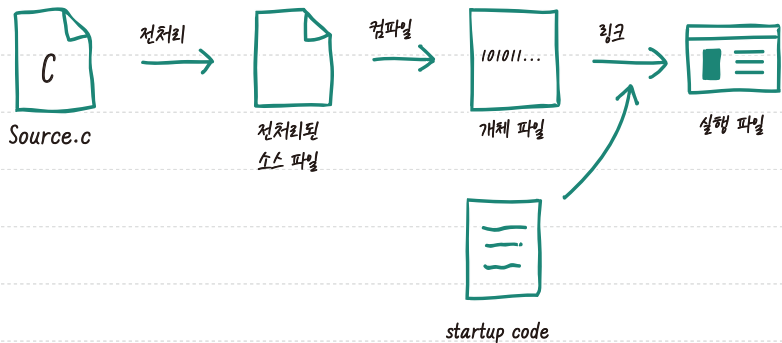 전처리
컴파일
링크
C
101011...
Source.c
전처리된
소스 파일
개체 파일
실행 파일
startup code